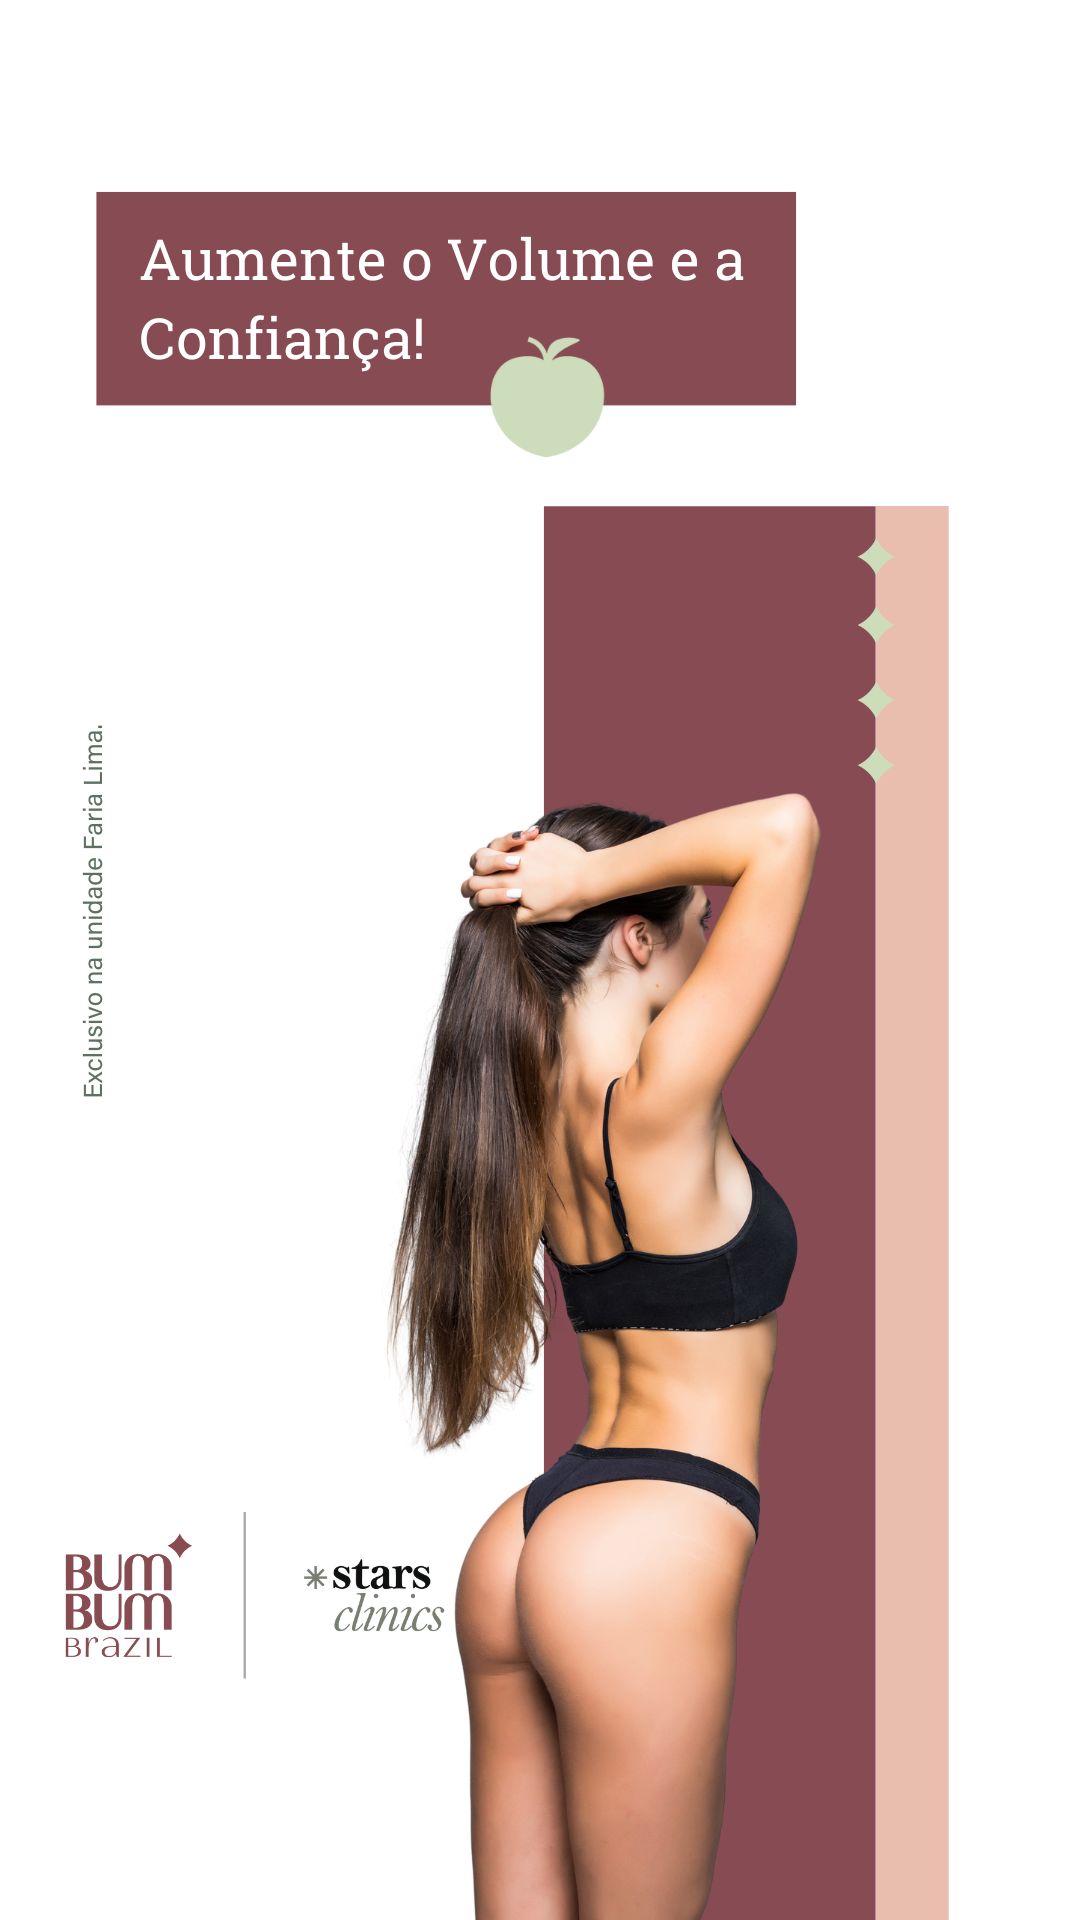 Aumente o Volume e a
Confiança!
Exclusivo na unidade Faria Lima.
BUM
BUM
Brazil
stars
clinics